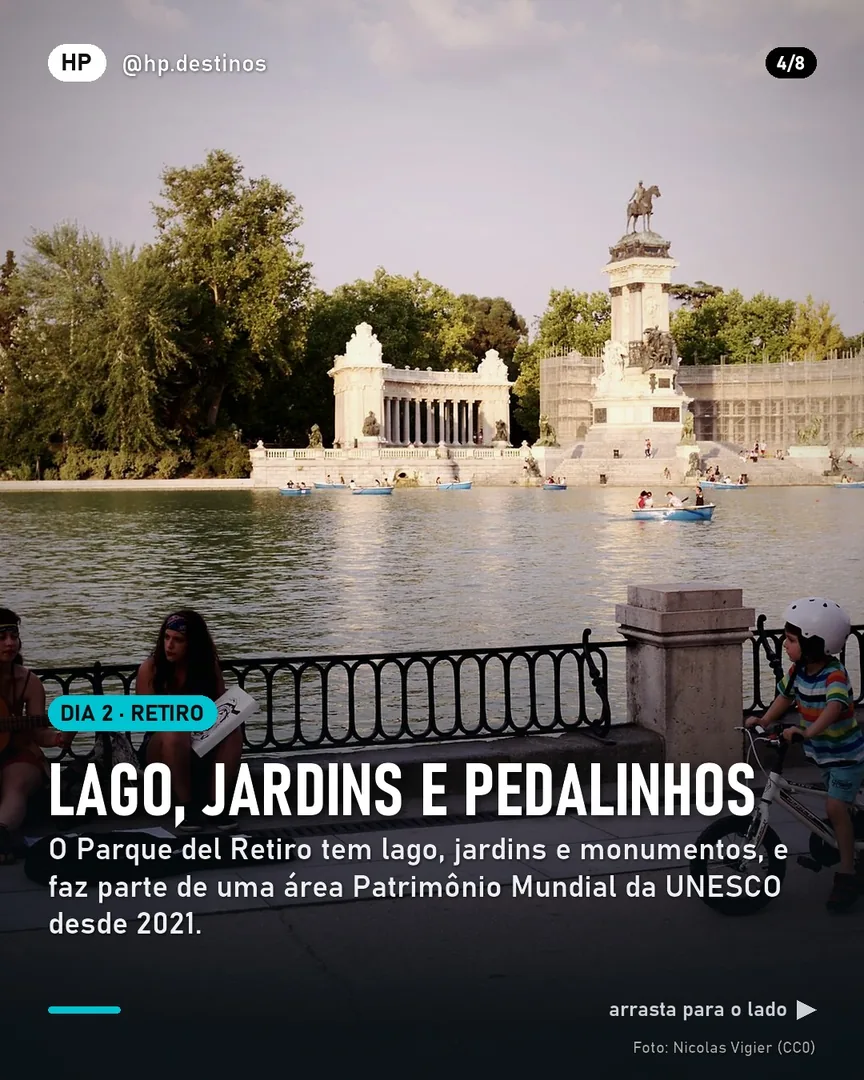 HP @hp.destinos 4/8
DIA 2 · RETIRO
LAGO, JARDINS E PEDALINHOS
O Parque del Retiro tem lago, jardins e monumentos, e
faz parte de uma área Patrimônio Mundial da UNESCO
desde 2021.
arrasta para o lado ▶
Foto: Nicolas Vigier (CC0)